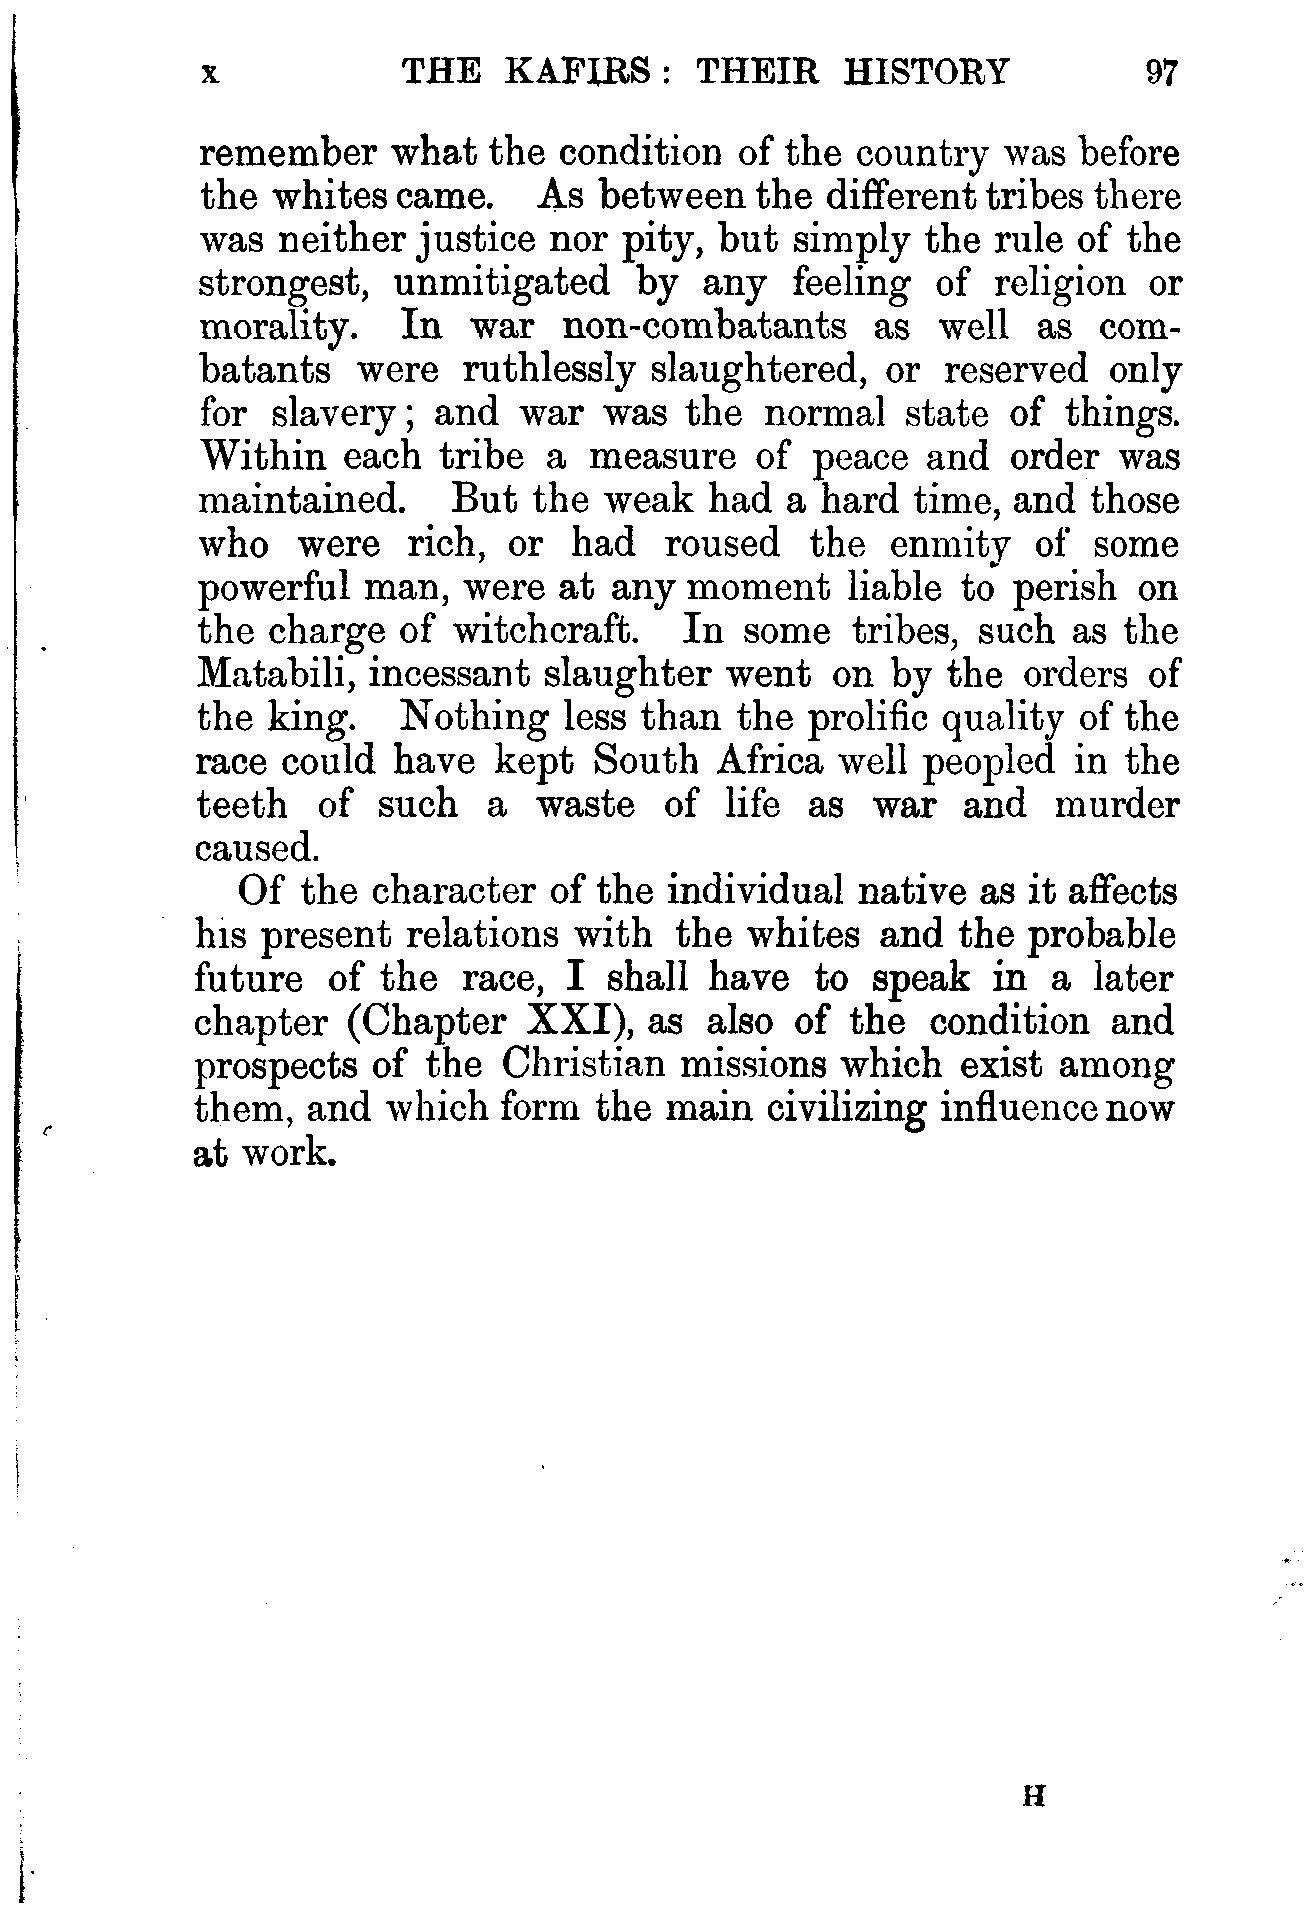 x THE KAFIRS : THEIR HISTORY 97
remember what the condition of the country was before
the whites came. As between the different tribes there
was neither justice nor pity, but simply the rule of the
strongest, unmitigated by any feeling of religion or
morality. In war non-combatants as well as com-
batants were ruthlessly slaughtered, or reserved only
for slavery; and war was the normal state of things.
Within each tribe a measure of peace and order was
maintained. But the weak had a hard time, and those
who were rich, or had roused the enmity of some
powerful man, were at any moment liable to perish on
the charge of witchcraft. In some tribes, such as the
Matabili, incessant slaughter went on by the orders of
the king. Nothing less than the prolific quality of the
race could have kept South Africa well peopled in the
teeth of such a waste of life as war and murder
caused.
Of the character of the individual native as it affects
his present relations with the whites and the probable
future of the race, I shall have to speak in a later
chapter (Chapter XXI), as also of the condition and
prospects of the Christian missions which exist among
them, and which form the main civilizing influence now
at work.
H